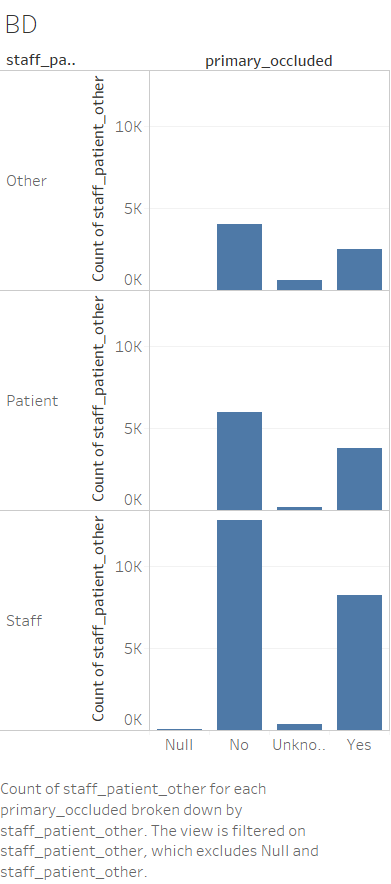 BD
staff_pa..
primary_occluded
Other
Count of staff_patient_other
10K
5K
0K
Patient
Count of staff_patient_other
10K
5K
0K
Staff
Count of staff_patient_other
10K
5K
0K
Null No Unkno.. Yes
Count of staff_patient_other for each
primary_occluded broken down by
staff_patient_other. The view is filtered on
staff_patient_other, which excludes Null and
staff_patient_other.